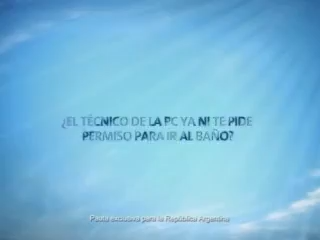 ¿EL TÉCNICO DE LA PC YA NI TE PIDE
PERMISO PARA IR AL BAÑO?
Pauta exclusiva para la República Argentina